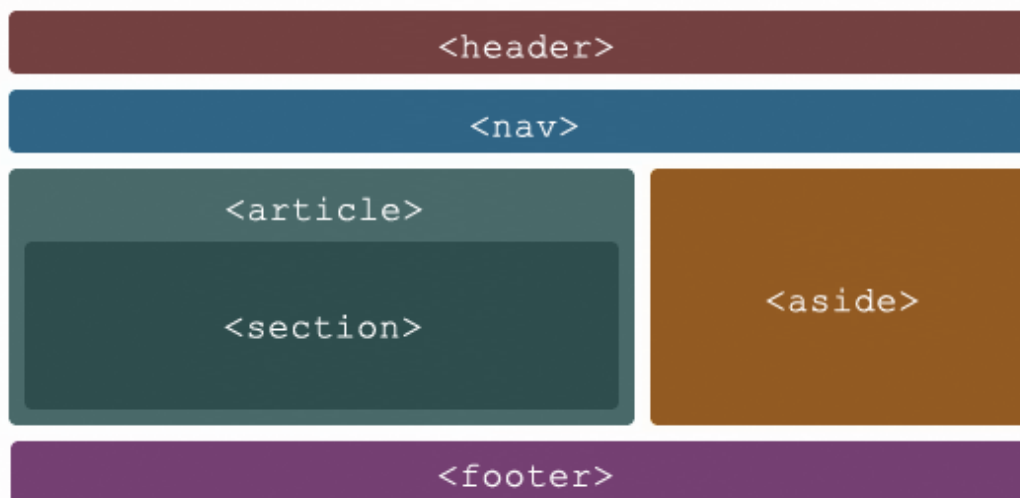 <header>
<nav>
<article>
<section>
<aside>
<footer>